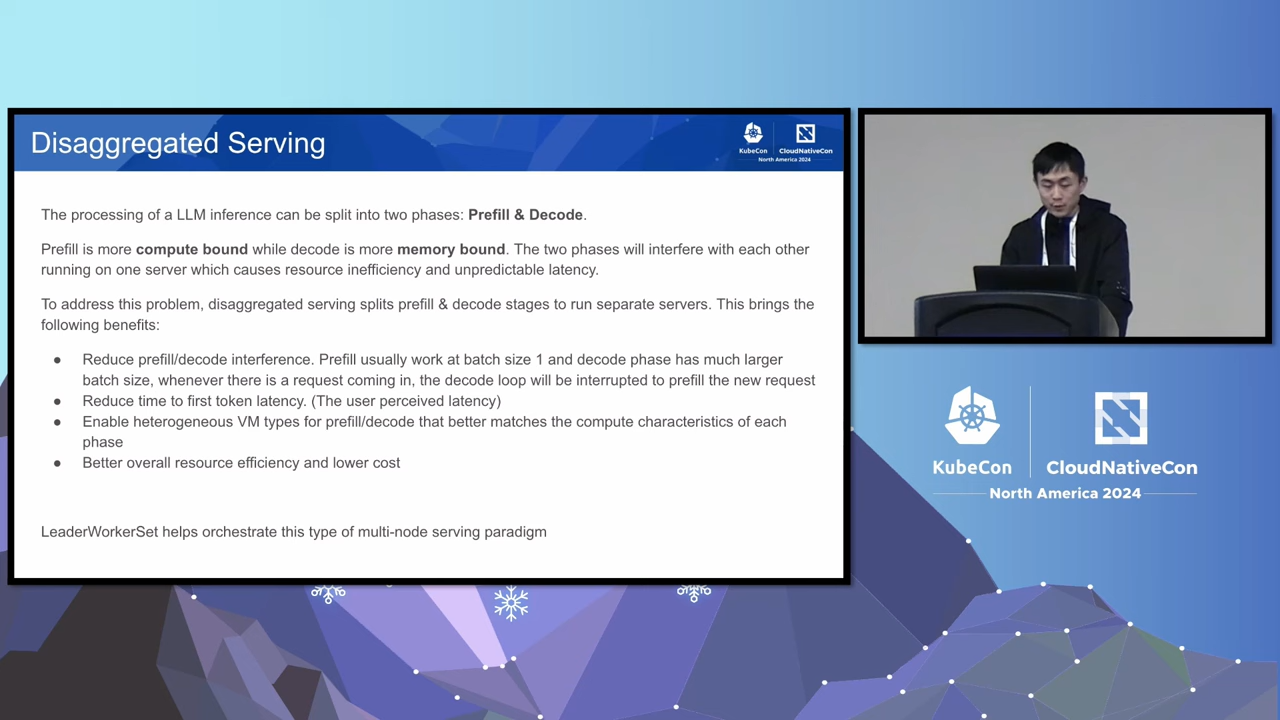 Disaggregated Serving
KubeCon
CloudNativeCon
North America 2024
The processing of a LLM inference can be split into two phases: Prefill & Decode.
Prefill is more compute bound while decode is more memory bound. The two phases will interfere with each other
running on one server which causes resource inefficiency and unpredictable latency.
To address this problem, disaggregated serving splits prefill & decode stages to run separate servers. This brings the
following benefits:
● Reduce prefill/decode interference. Prefill usually work at batch size 1 and decode phase has much larger
batch size, whenever there is a request coming in, the decode loop will be interrupted to prefill the new request
● Reduce time to first token latency. (The user perceived latency)
● Enable heterogeneous VM types for prefill/decode that better matches the compute characteristics of each
phase
● Better overall resource efficiency and lower cost
LeaderWorkerSet helps orchestrate this type of multi-node serving paradigm
KubeCon
CloudNativeCon
North America 2024